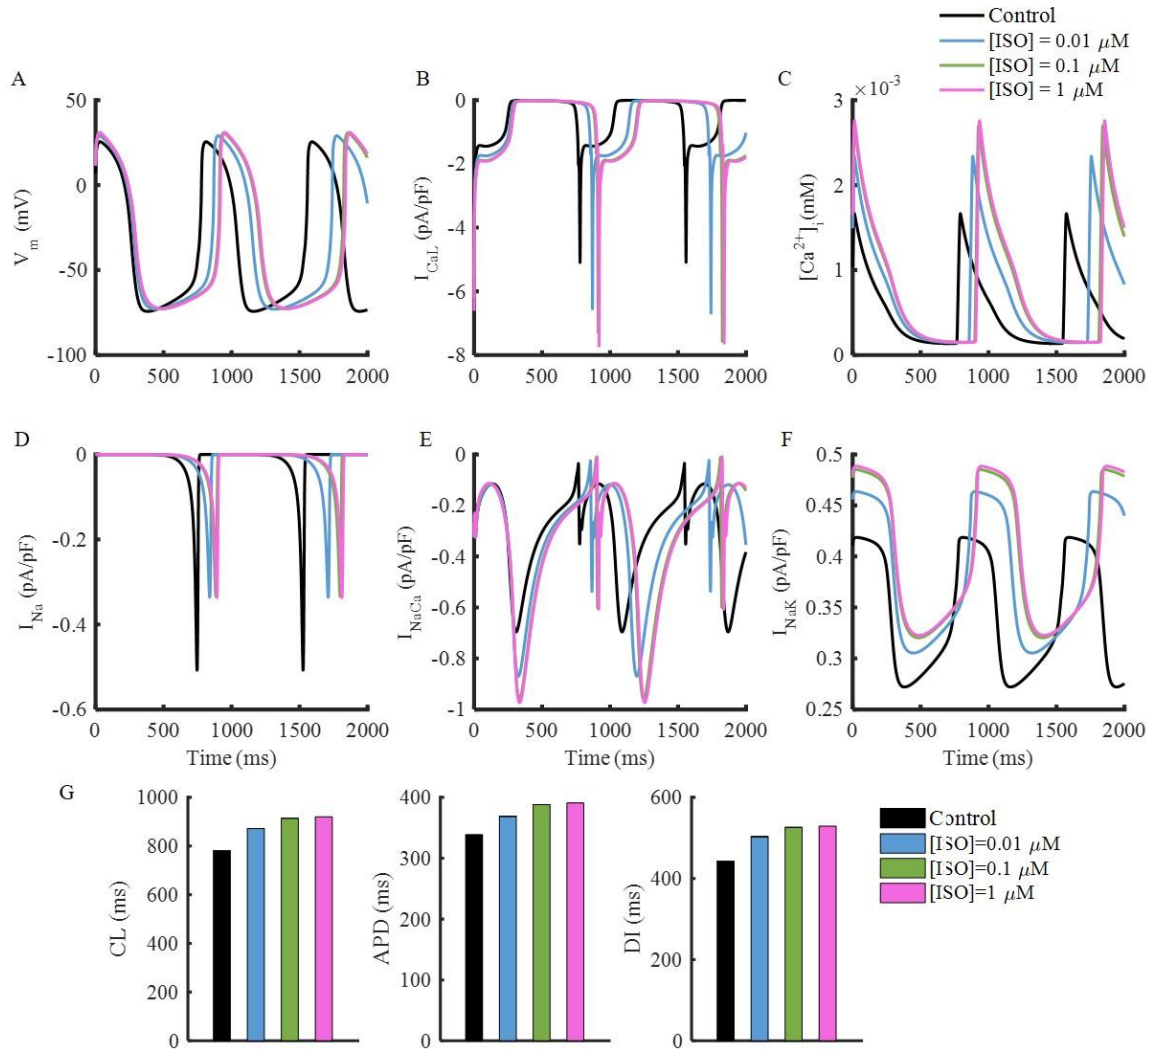 Control
[ISO] = 0.01 μM
[ISO] = 0.1 μM
[ISO] = 1 μM
A
50
0
-50
-100
V_m (mV)
0 500 1000 1500 2000
B
0
-2
-4
-6
-8
I_CaL (pA/pF)
0 500 1000 1500 2000
C
×10^-3
3
2
1
0
[Ca^2+]_i (mM)
0 500 1000 1500 2000
D
0
-0.2
-0.4
-0.6
I_Na (pA/pF)
0 500 1000 1500 2000
Time (ms)
E
0
-0.2
-0.4
-0.6
-0.8
-1
I_NaCa (pA/pF)
0 500 1000 1500 2000
Time (ms)
F
0.5
0.45
0.4
0.35
0.3
0.25
I_NaK (pA/pF)
0 500 1000 1500 2000
Time (ms)
G
1000
800
600
400
200
0
CL (ms)
400
300
200
100
0
APD (ms)
600
400
200
0
DI (ms)
Control
[ISO]=0.01 μM
[ISO]=0.1 μM
[ISO]=1 μM